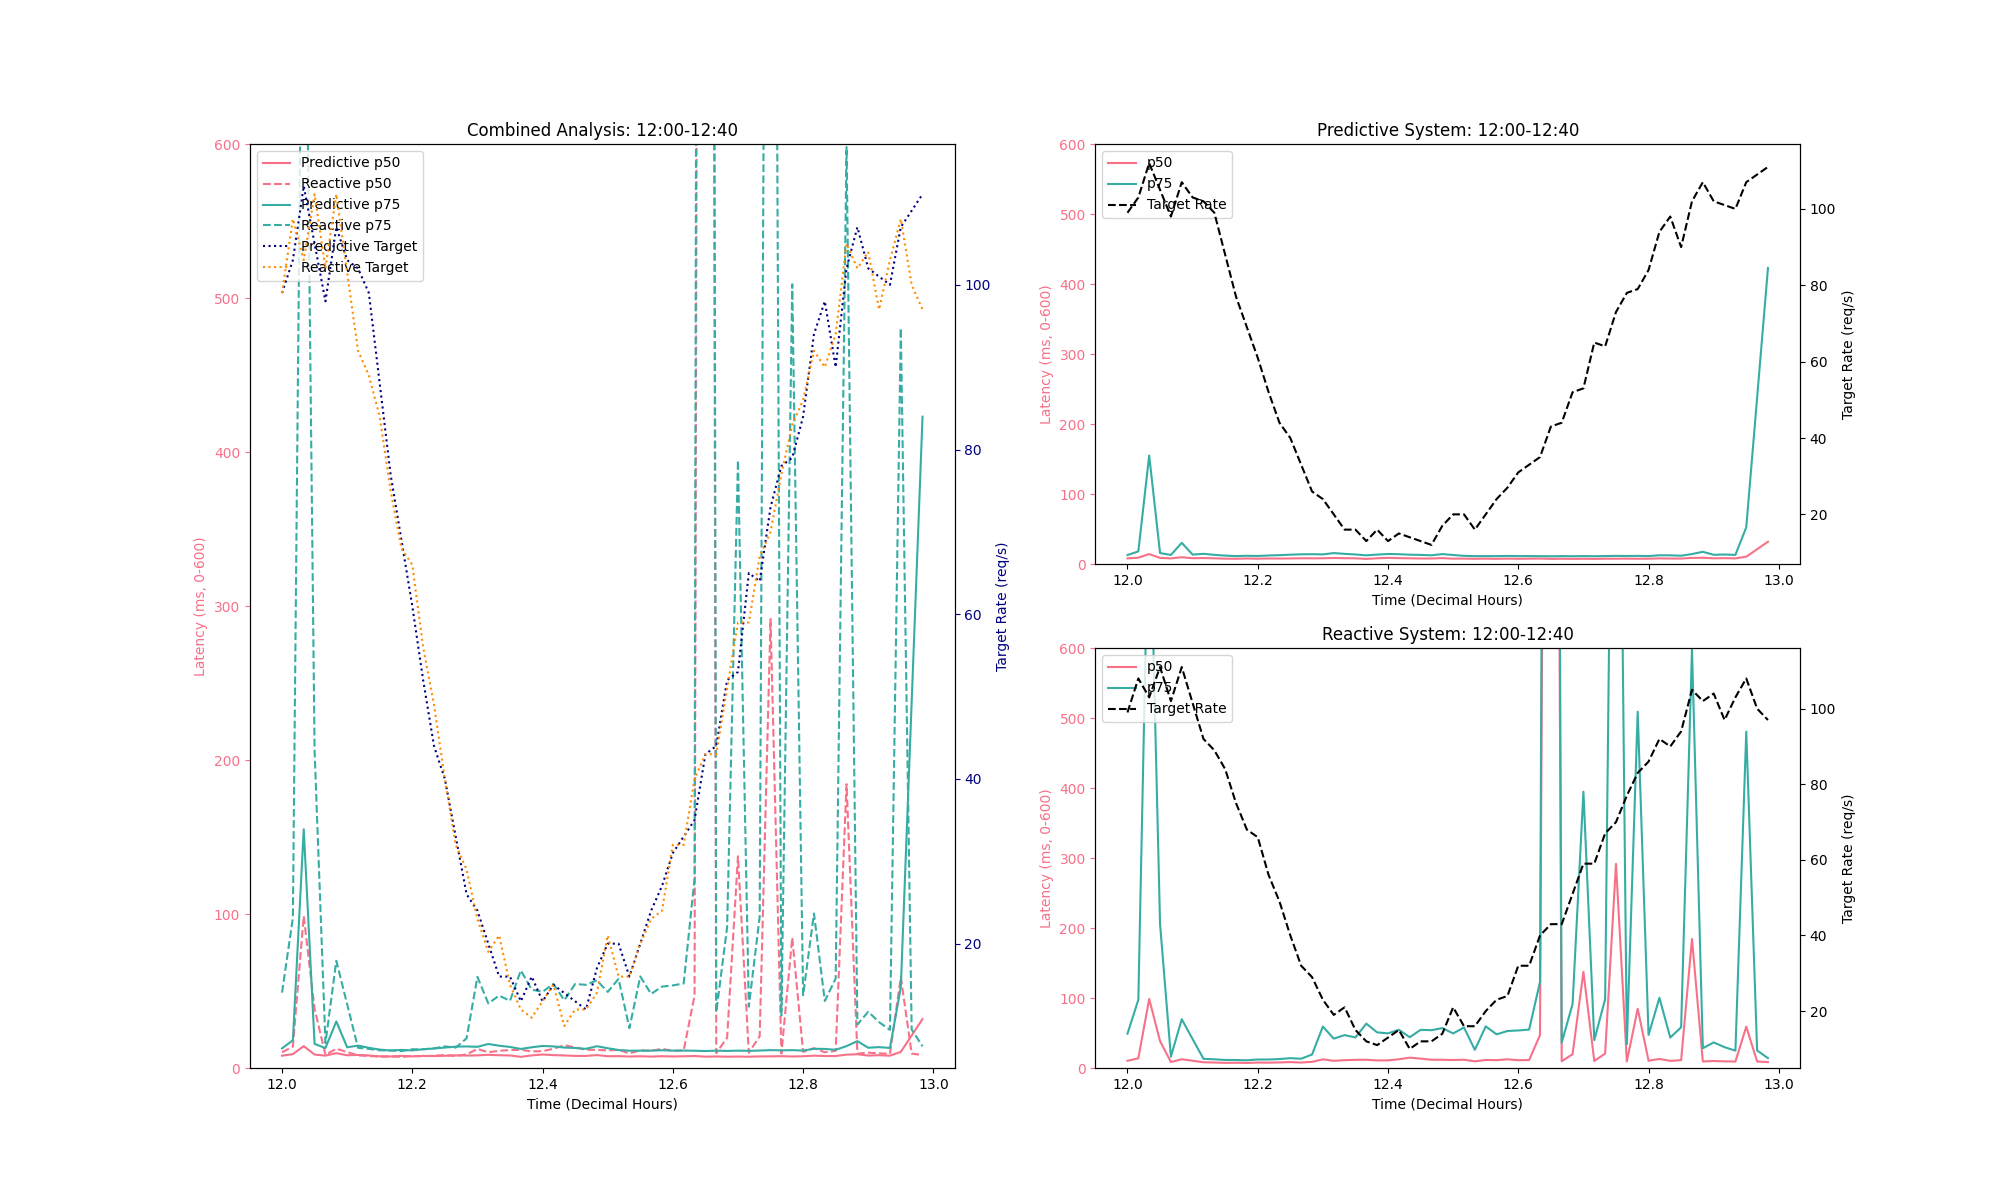 Combined Analysis: 12:00-12:40
600
500
400
300
200
100
0
Latency (ms, 0-600)
Predictive p50
Reactive p50
Predictive p75
Reactive p75
Predictive Target
Reactive Target
100
80
60
40
20
Target Rate (req/s)
12.0 12.2 12.4 12.6 12.8 13.0
Time (Decimal Hours)
Predictive System: 12:00-12:40
600
500
400
300
200
100
0
Latency (ms, 0-600)
p50
p75
Target Rate
100
80
60
40
20
Target Rate (req/s)
12.0 12.2 12.4 12.6 12.8 13.0
Time (Decimal Hours)
Reactive System: 12:00-12:40
600
500
400
300
200
100
0
Latency (ms, 0-600)
p50
p75
Target Rate
100
80
60
40
20
Target Rate (req/s)
12.0 12.2 12.4 12.6 12.8 13.0
Time (Decimal Hours)